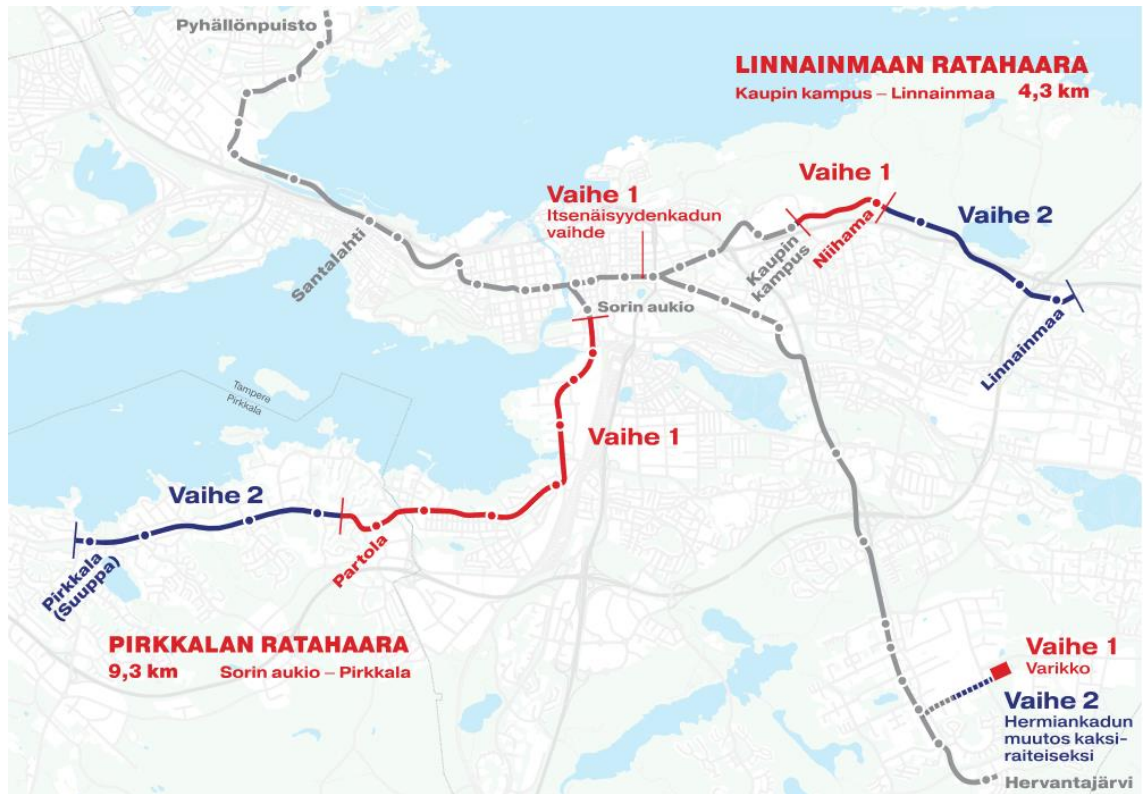 Pyhällönpuisto
LINNAINMAAN RATAHAARA
Kaupin kampus – Linnainmaa 4,3 km
Vaihe 1
Itsenäisyydenkadun
vaihde
Vaihe 1
Vaihe 2
Santalahti
Kaupin
kampus
Niihama
Sorin aukio
Linnainmaa
Tampere
Pirkkala
Vaihe 1
Vaihe 2
Partola
Pirkkala
(Suuppa)
PIRKKALAN RATAHAARA
9,3 km Sorin aukio – Pirkkala
Vaihe 1
Varikko
Vaihe 2
Hermiankadun
muutos kaksi-
raiteiseksi
Hervantajärvi